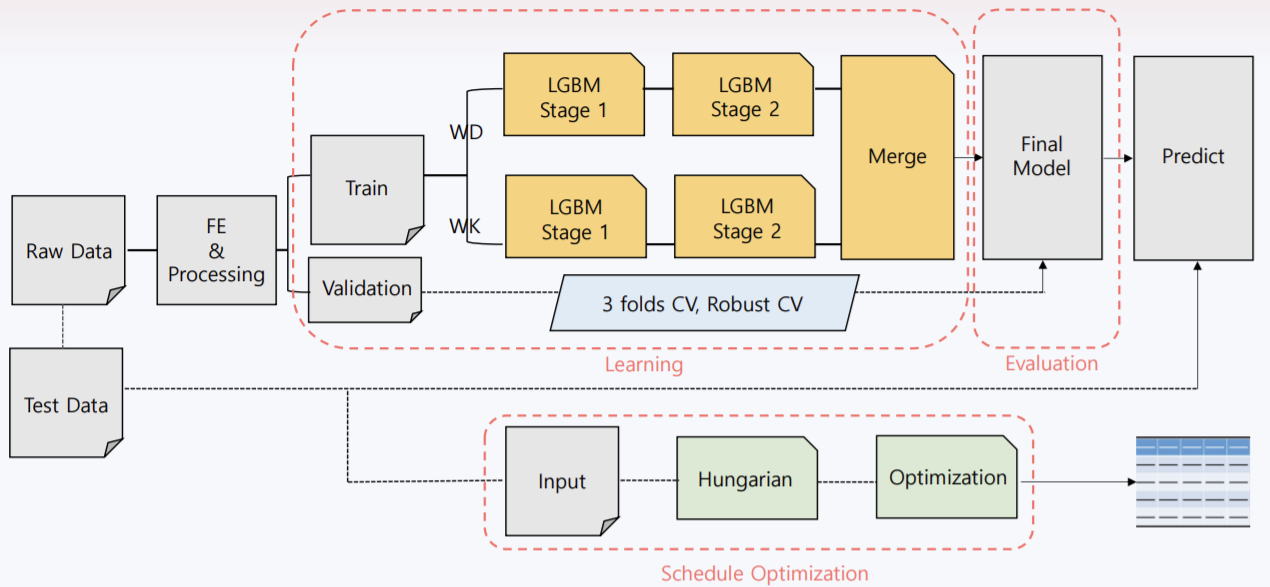 Raw Data
Test Data
FE
&
Processing
Train
Validation
WD
WK
LGBM
Stage 1
LGBM
Stage 2
LGBM
Stage 1
LGBM
Stage 2
Merge
3 folds CV, Robust CV
Learning
Final
Model
Evaluation
Predict
Input
Hungarian
Optimization
Schedule Optimization